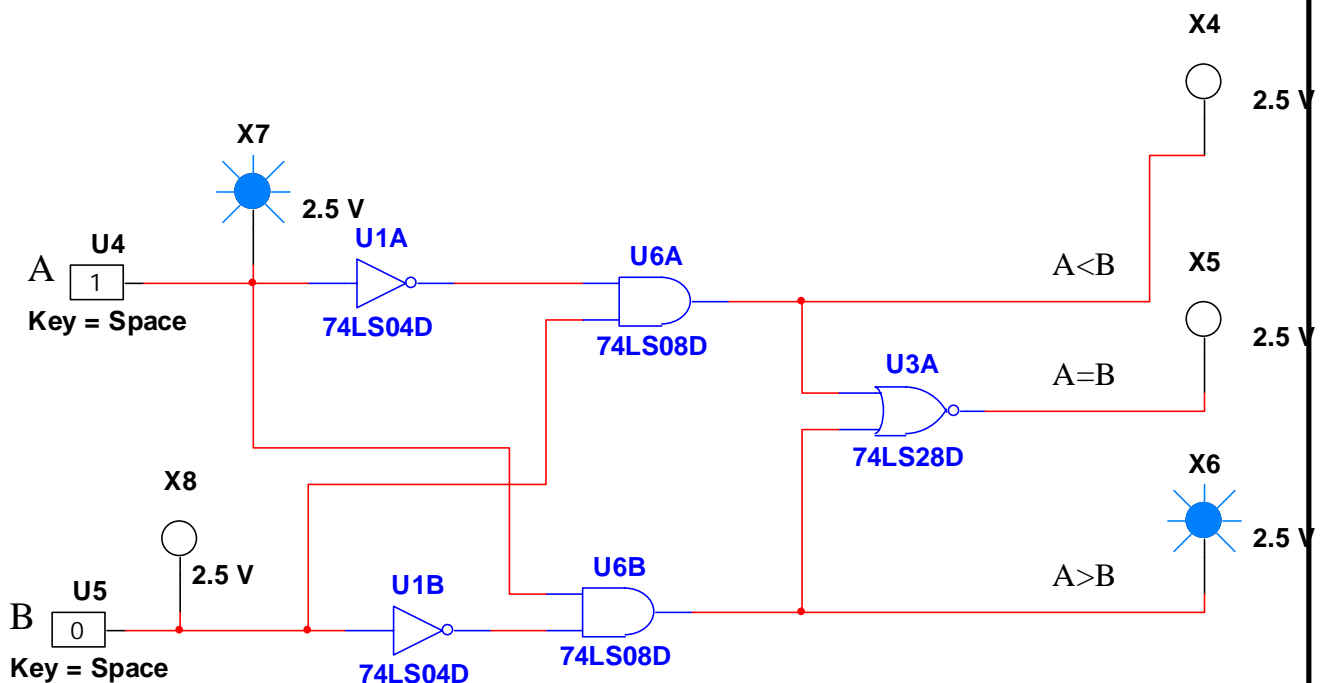 X4
2.5 V
X7
2.5 V
U4
A
1
Key = Space
U1A
74LS04D
U6A
74LS08D
A<B
X5
2.5 V
U3A
74LS28D
A=B
X8
2.5 V
X6
2.5 V
U5
B
0
Key = Space
U1B
74LS04D
U6B
74LS08D
A>B